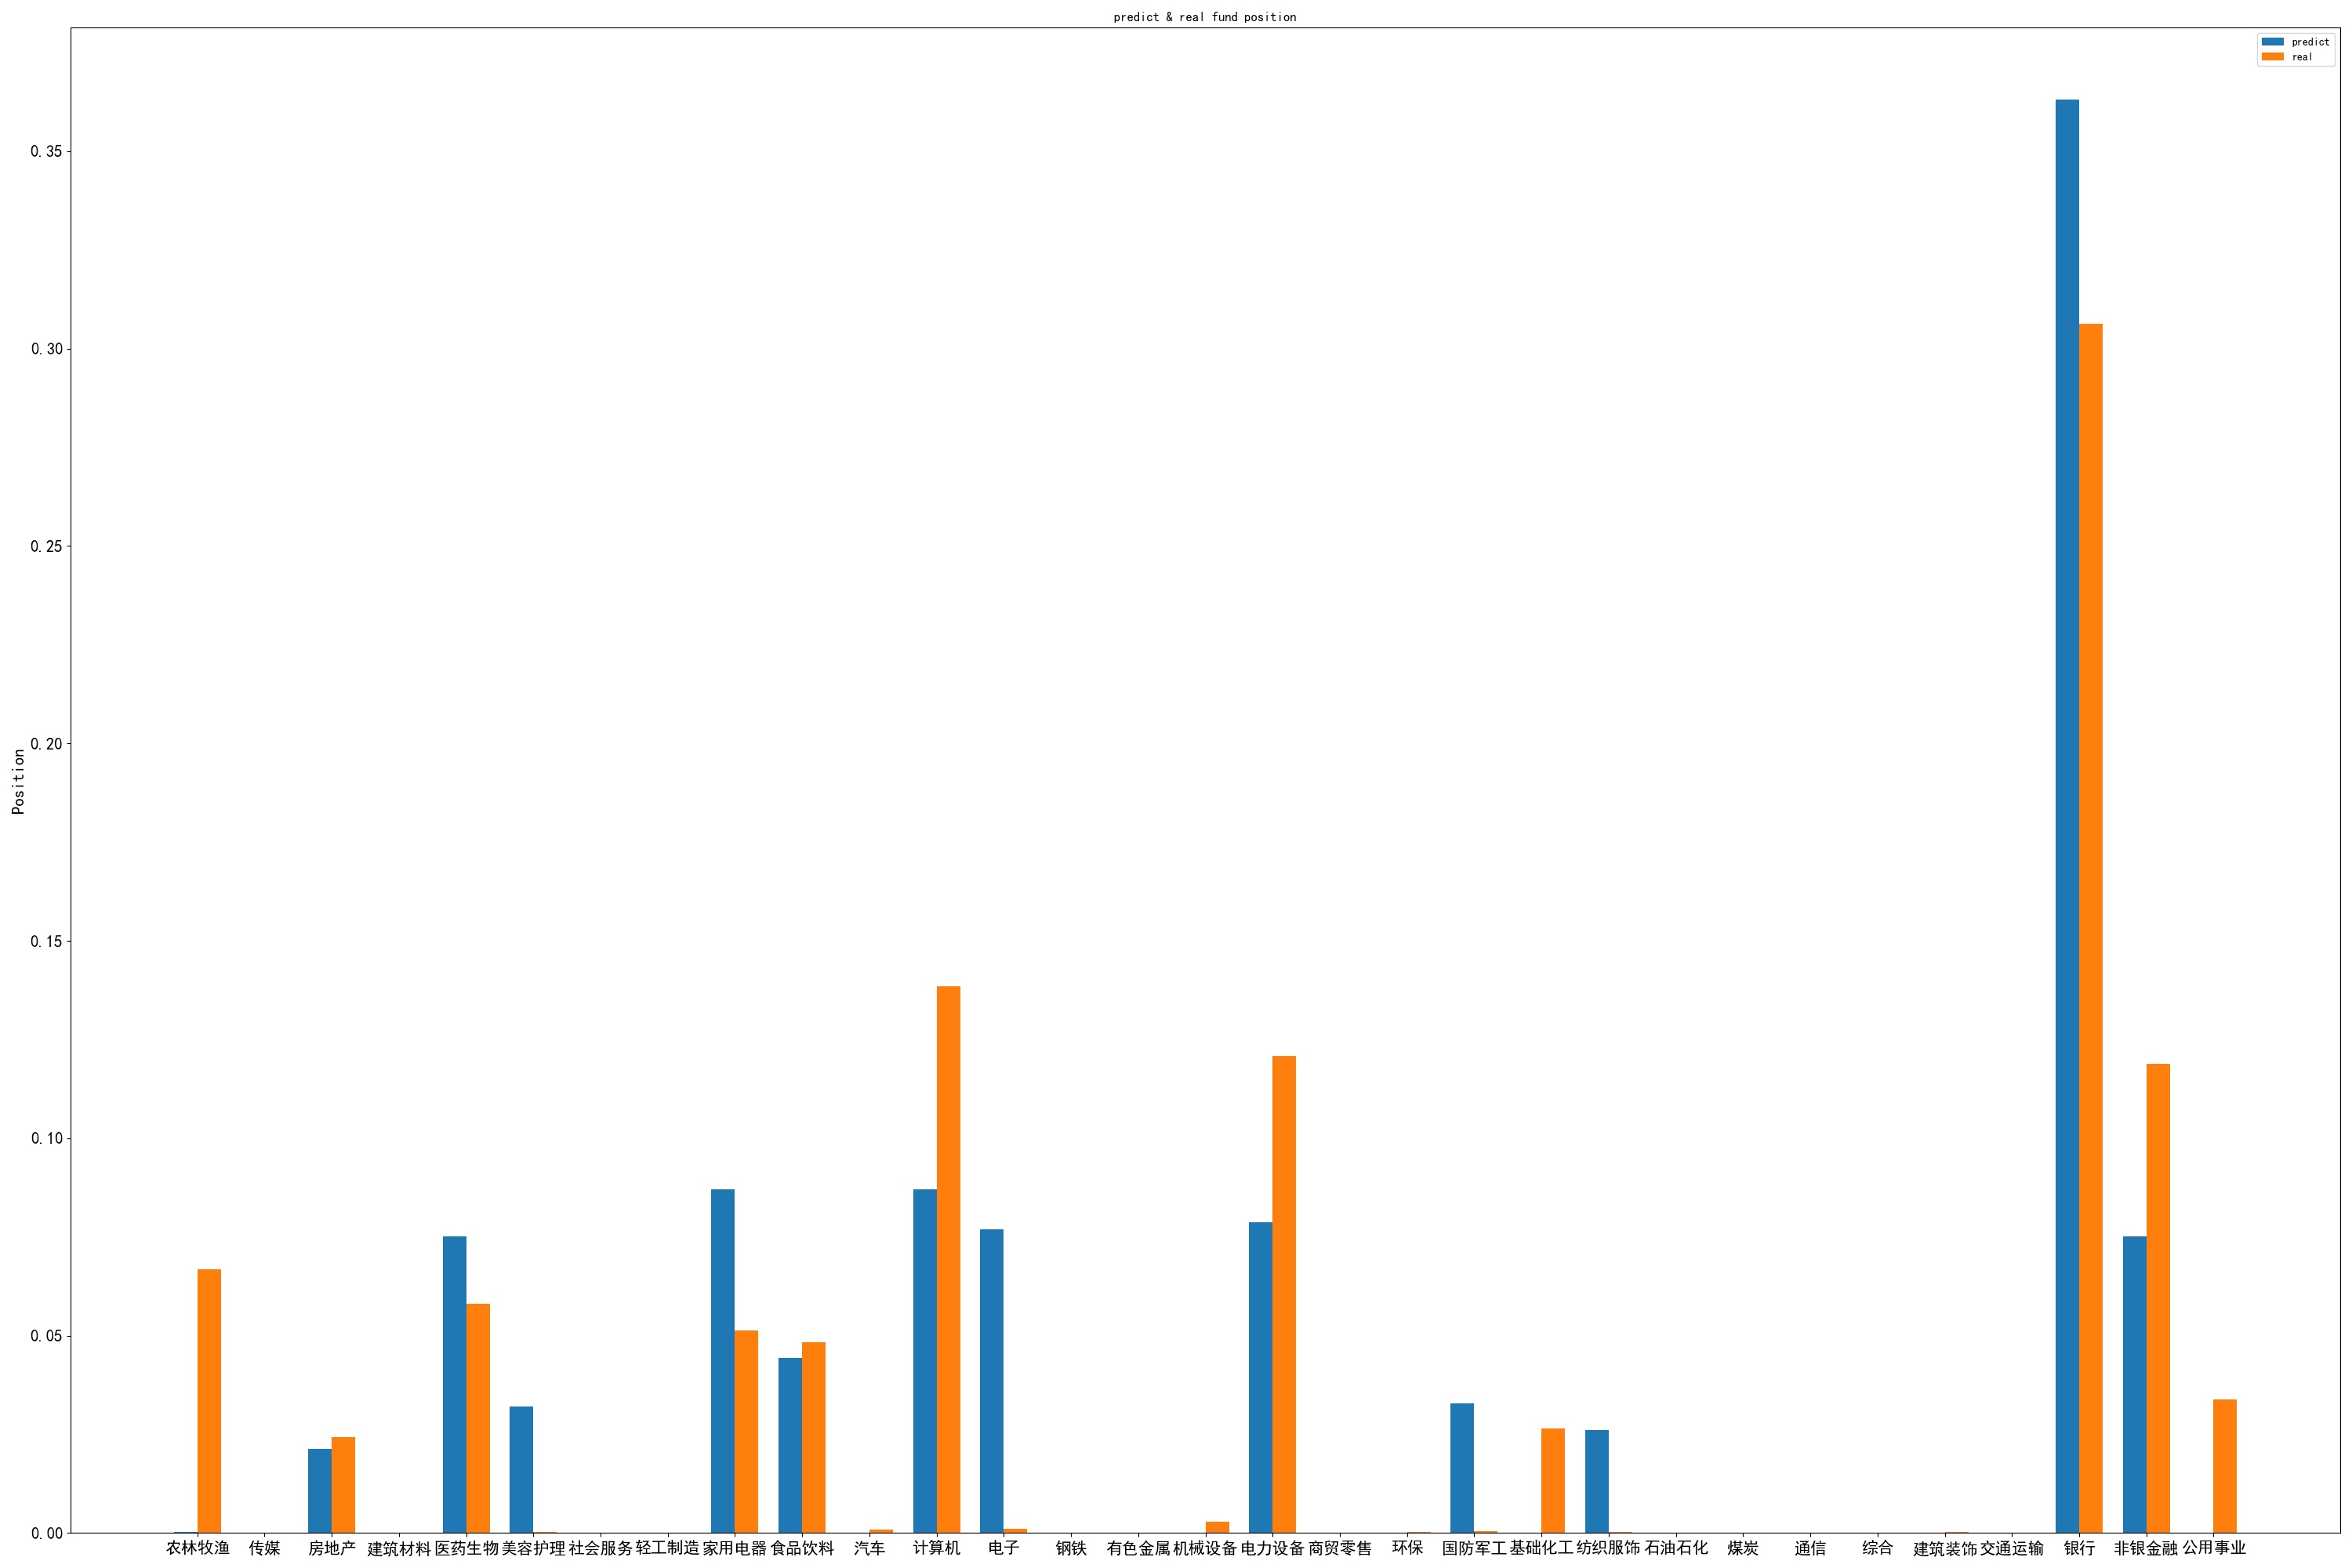 predict & real fund position
predict
real
Position
0.35
0.30
0.25
0.20
0.15
0.10
0.05
0.00
农林牧渔 传媒 房地产 建筑材料 医药生物 美容护理 社会服务 轻工制造 家用电器 食品饮料 汽车 计算机 电子 钢铁 有色金属 机械设备 电力设备 商贸零售 环保 国防军工 基础化工 纺织服饰 石油石化 煤炭 通信 综合 建筑装饰 交通运输 银行 非银金融 公用事业